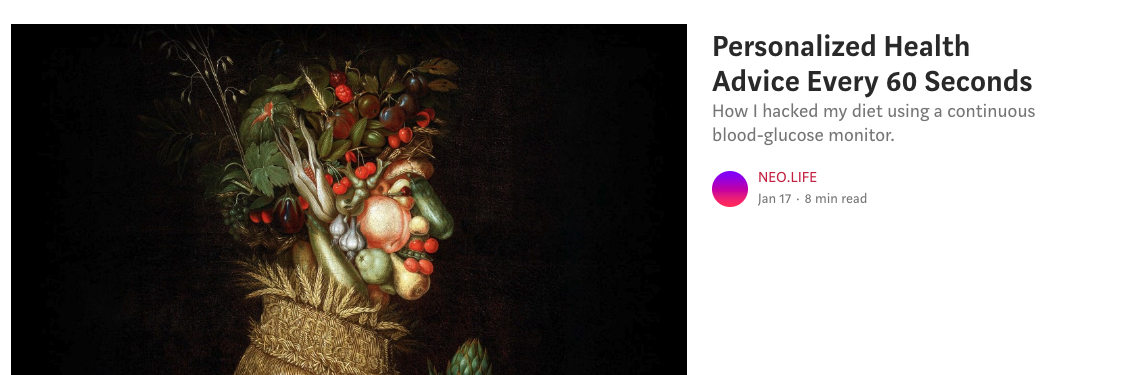 Personalized Health
Advice Every 60 Seconds
How I hacked my diet using a continuous
blood-glucose monitor.
NEO.LIFE
Jan 17 · 8 min read